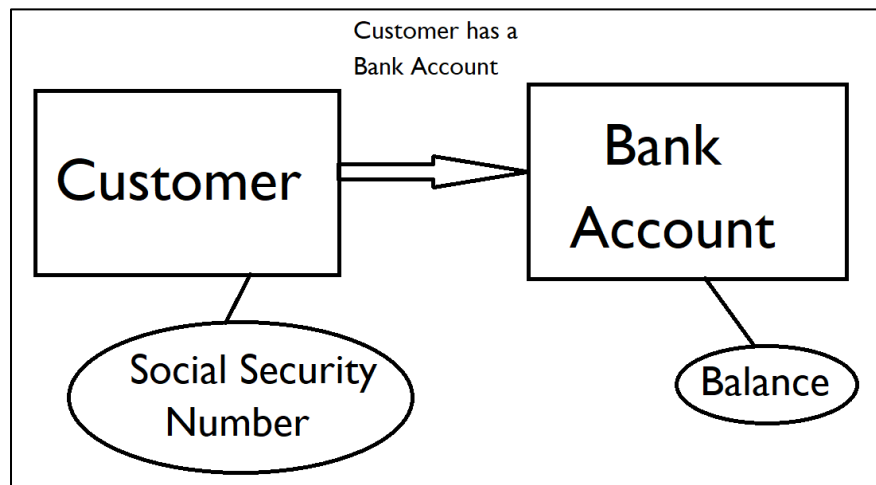 Customer has a
Bank Account
Customer
Bank
Account
Social Security
Number
Balance